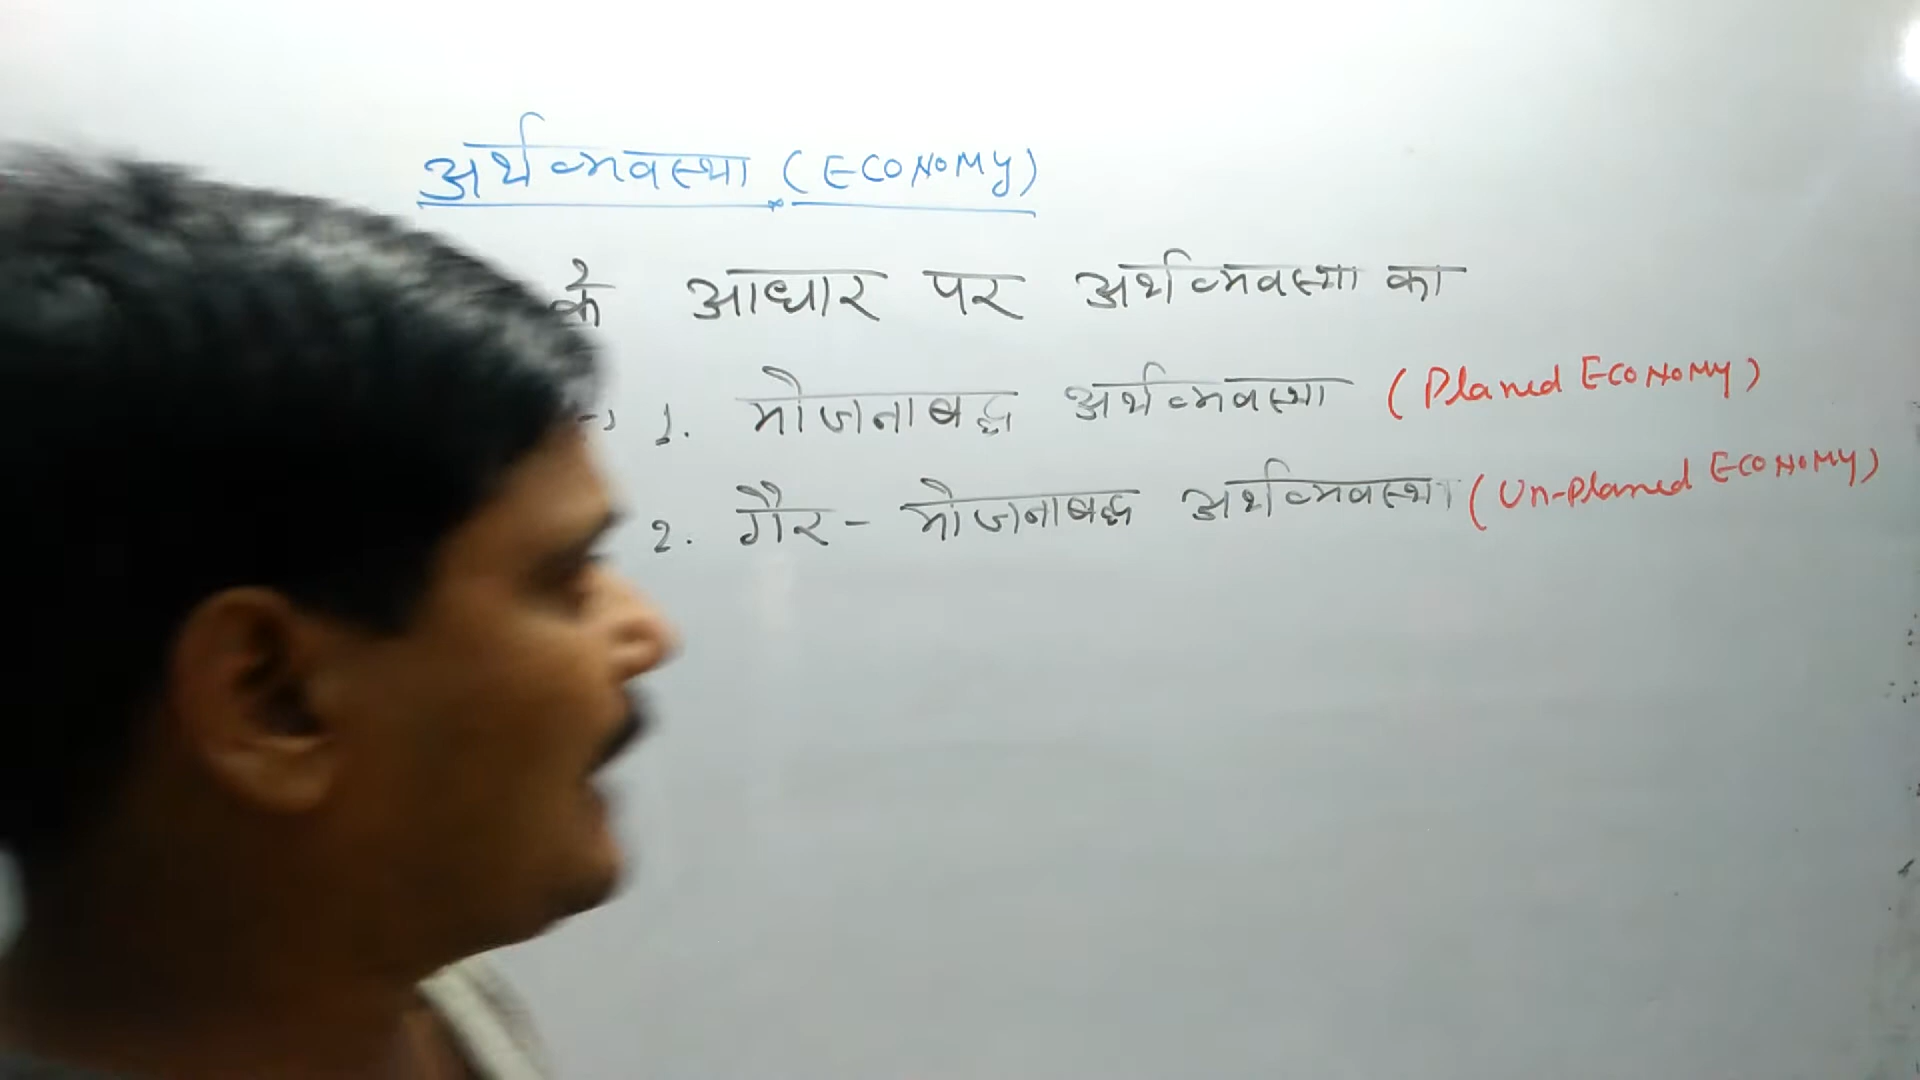 अर्थव्यवस्था (ECONOMY)
के आधार पर अर्थव्यवस्था का
1. योजनाबद्ध अर्थव्यवस्था (Planed ECONOMY)
2. गैर - योजनाबद्ध अर्थव्यवस्था (Un-Planed ECONOMY)